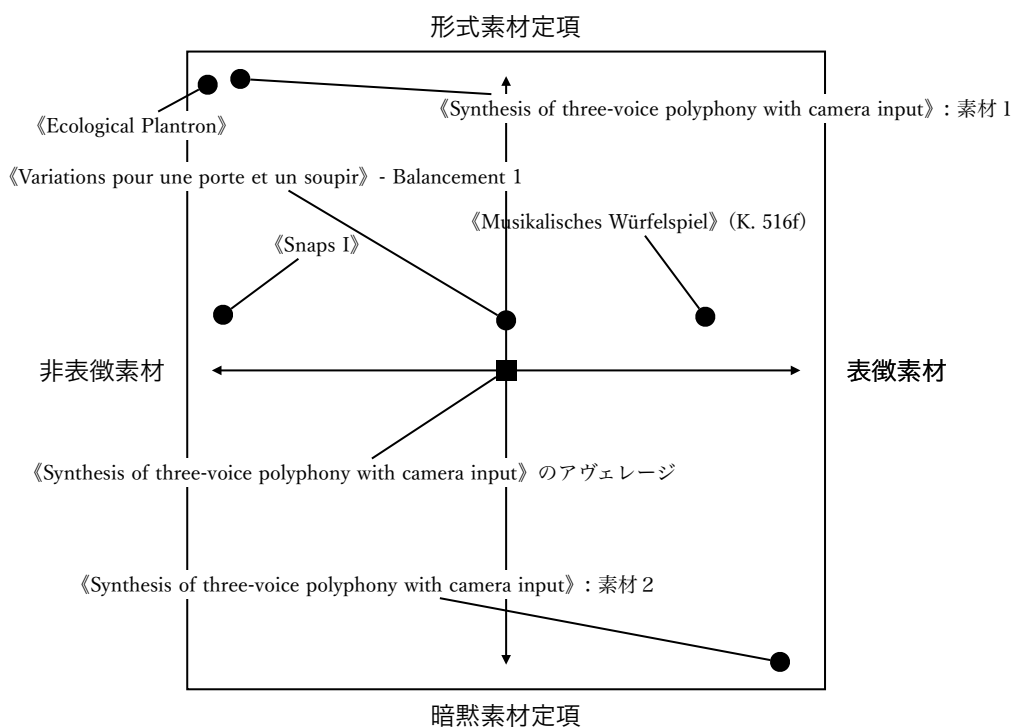 形式素材定項
《Synthesis of three-voice polyphony with camera input》: 素材 1
《Ecological Plantron》
《Variations pour une porte et un soupir》 - Balancement 1
《Musikalisches Würfelspiel》(K. 516f)
《Snaps I》
非表徴素材
表徴素材
《Synthesis of three-voice polyphony with camera input》のアヴェレージ
《Synthesis of three-voice polyphony with camera input》: 素材 2
暗黙素材定項